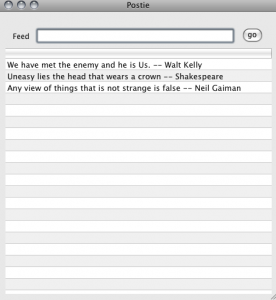 Postie
Feed go
We have met the enemy and he is Us. -- Walt Kelly
Uneasy lies the head that wears a crown -- Shakespeare
Any view of things that is not strange is false -- Neil Gaiman